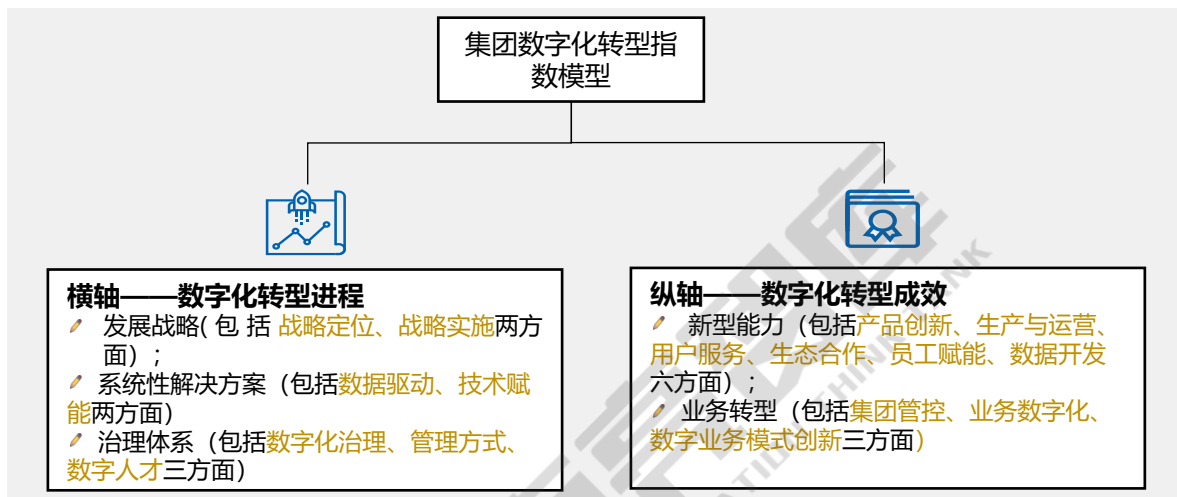 集团数字化转型指
数模型
横轴——数字化转型进程
发展战略( 包 括 战略定位、战略实施两方
面）;
系统性解决方案（包括数据驱动、技术赋
能两方面）
治理体系（包括数字化治理、管理方式、
数字人才三方面）
纵轴——数字化转型成效
新型能力（包括产品创新、生产与运营、
用户服务、生态合作、员工赋能、数据开发
六方面）;
业务转型（包括集团管控、业务数字化、
数字业务模式创新三方面）